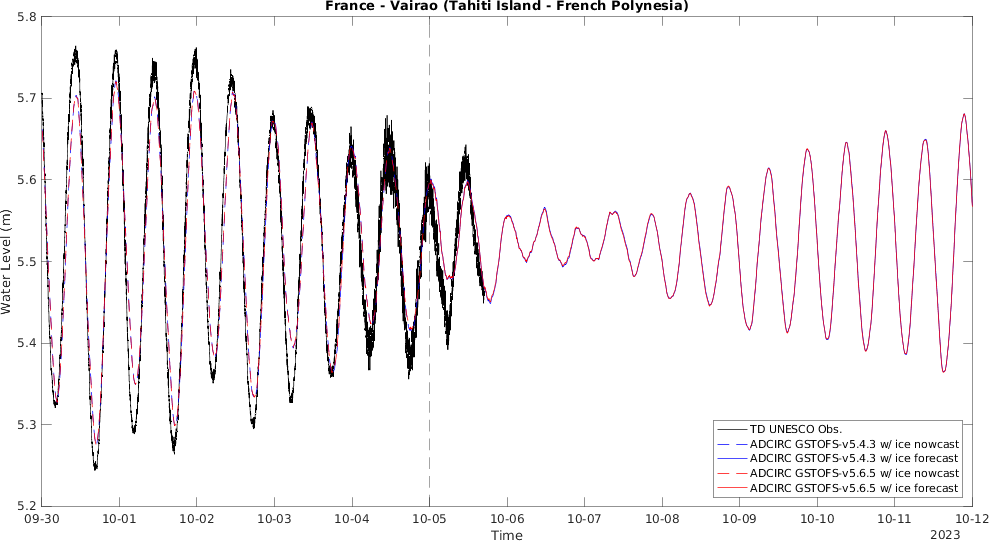 France - Vairao (Tahiti Island - French Polynesia)
5.8
5.7
5.6
5.5
5.4
5.3
5.2
Water Level (m)
TD UNESCO Obs.
ADCIRC GSTOFS-v5.4.3 w/ ice nowcast
ADCIRC GSTOFS-v5.4.3 w/ ice forecast
ADCIRC GSTOFS-v5.6.5 w/ ice nowcast
ADCIRC GSTOFS-v5.6.5 w/ ice forecast
09-30 10-01 10-02 10-03 10-04 10-05 10-06 10-07 10-08 10-09 10-10 10-11 10-12
Time
2023